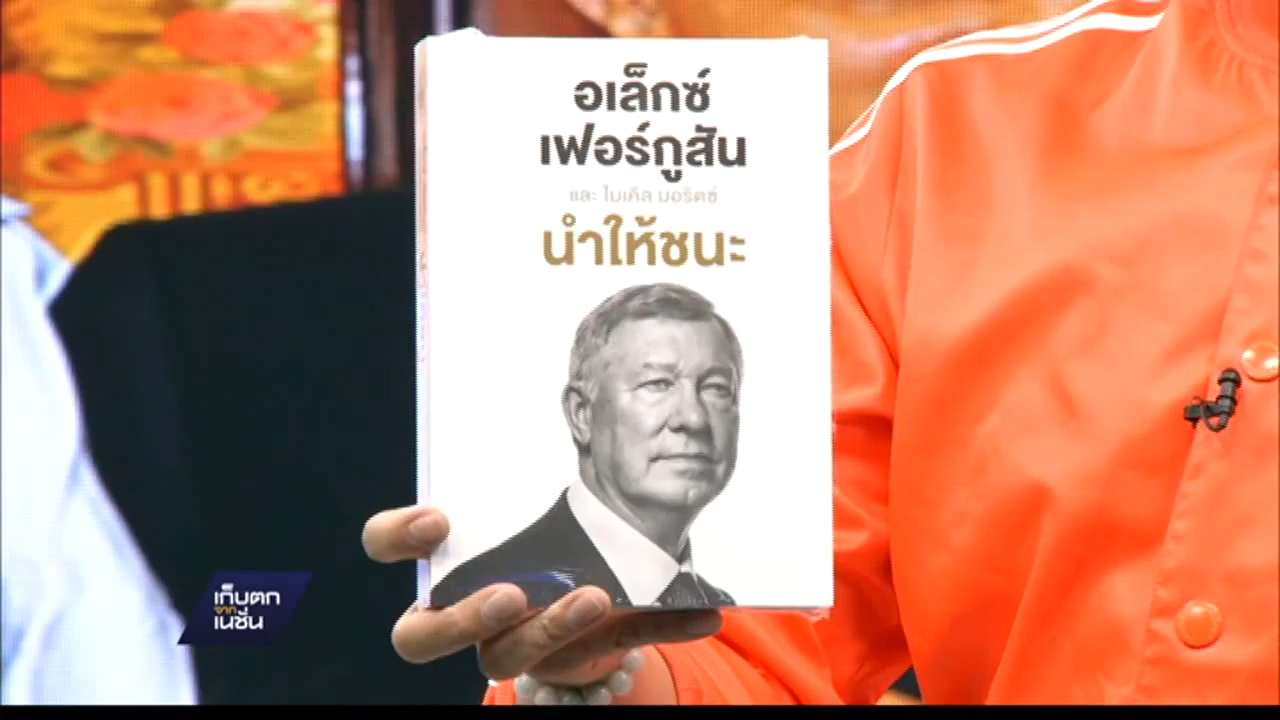 อเล็กซ์
เฟอร์กูสัน
และ ไมเคิล มอริตซ์
นำให้ชนะ
เก็บตก
จาก
เนชั่น